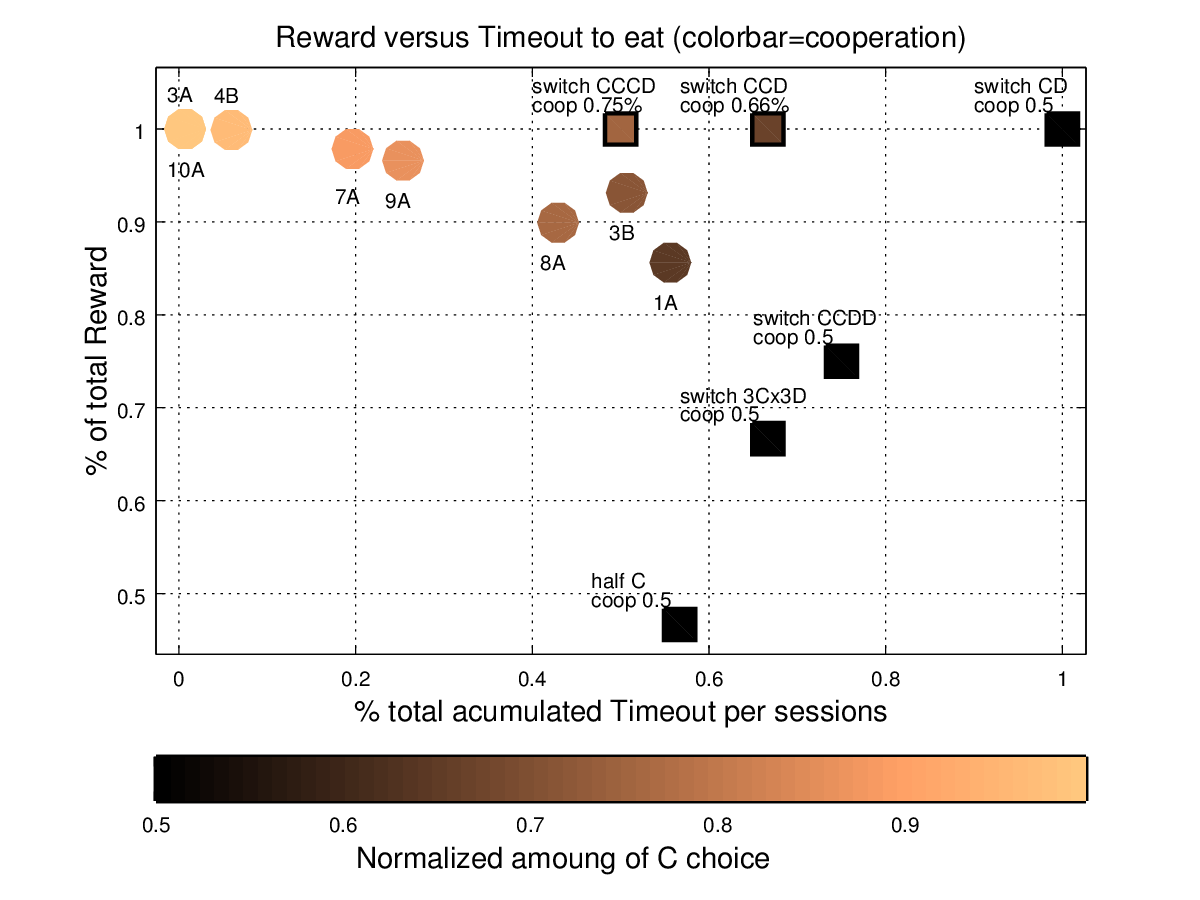 Reward versus Timeout to eat (colorbar=cooperation)
switch CCCD
coop 0.75%
switch CCD
coop 0.66%
switch CD
coop 0.5
3A
4B
10A
7A
9A
8A
3B
1A
switch CCDD
coop 0.5
switch 3Cx3D
coop 0.5
half C
coop 0.5
1
0.9
0.8
0.7
0.6
0.5
% of total Reward
0 0.2 0.4 0.6 0.8 1
% total acumulated Timeout per sessions
0.5 0.6 0.7 0.8 0.9
Normalized amoung of C choice